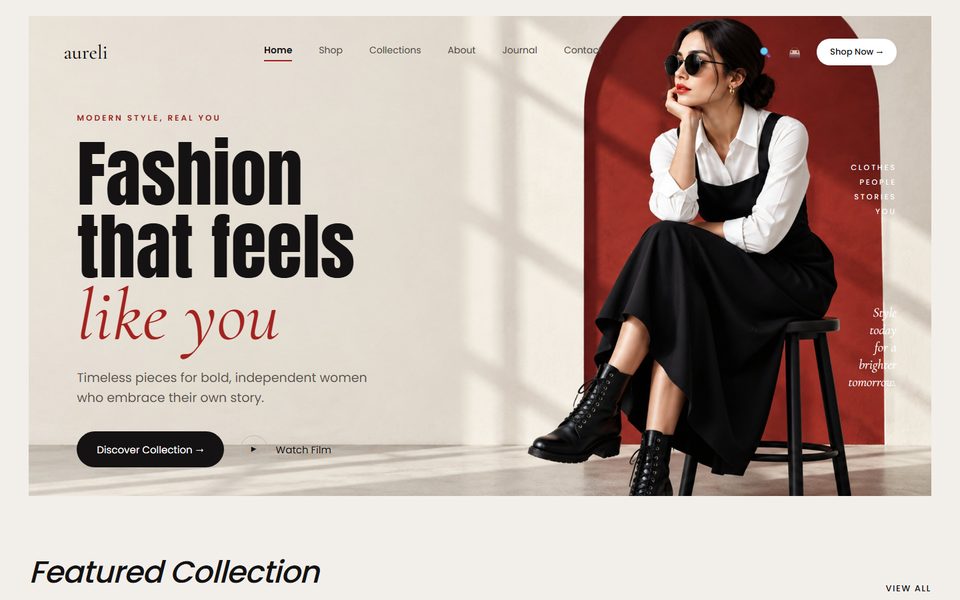 aureli
Home Shop Collections About Journal Contac
Shop Now →
MODERN STYLE, REAL YOU
Fashion
that feels
like you
Timeless pieces for bold, independent women
who embrace their own story.
Discover Collection →
Watch Film
CLOTHES
PEOPLE
STORIES
YOU
Style
today
for a
brighter
tomorrow.
Featured Collection
VIEW ALL